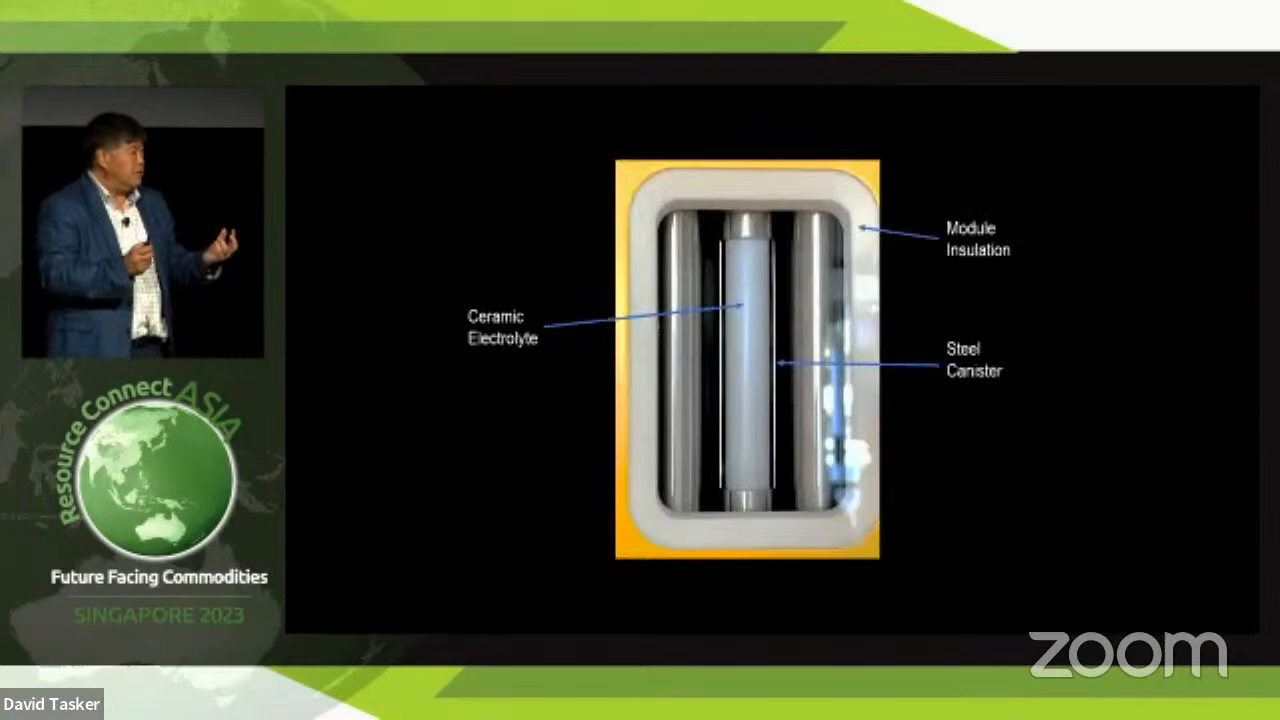 Module
Insulation
Ceramic
Electrolyte
Steel
Canister
Resource Connect ASIA
Future Facing Commodities
SINGAPORE 2023
zoom
David Tasker